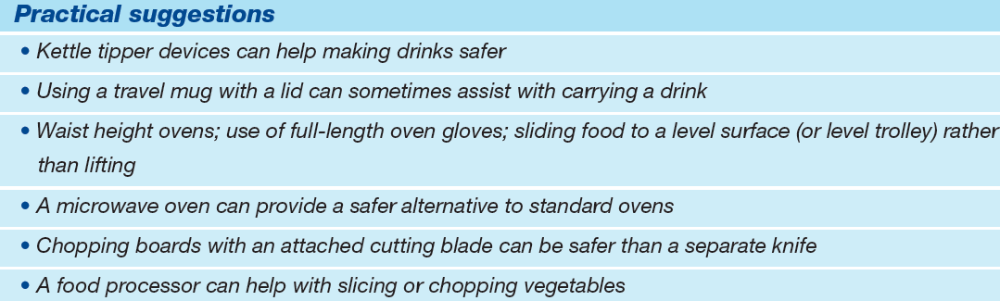 Practical suggestions
• Kettle tipper devices can help making drinks safer
• Using a travel mug with a lid can sometimes assist with carrying a drink
• Waist height ovens; use of full-length oven gloves; sliding food to a level surface (or level trolley) rather
than lifting
• A microwave oven can provide a safer alternative to standard ovens
• Chopping boards with an attached cutting blade can be safer than a separate knife
• A food processor can help with slicing or chopping vegetables